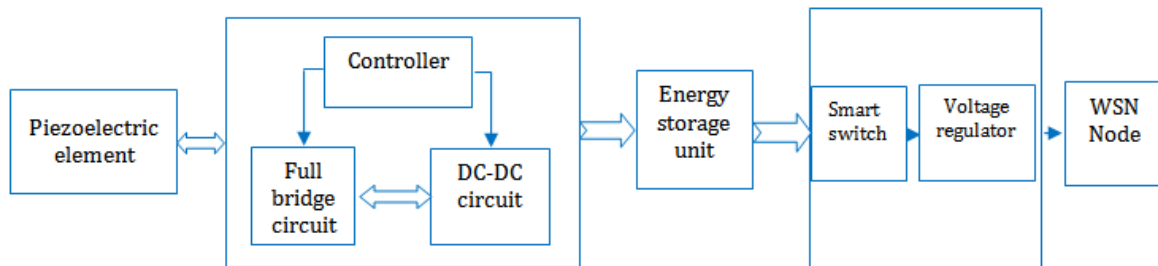 Piezoelectric
element
Controller
Full
bridge
circuit
DC-DC
circuit
Energy
storage
unit
Smart
switch
Voltage
regulator
WSN
Node